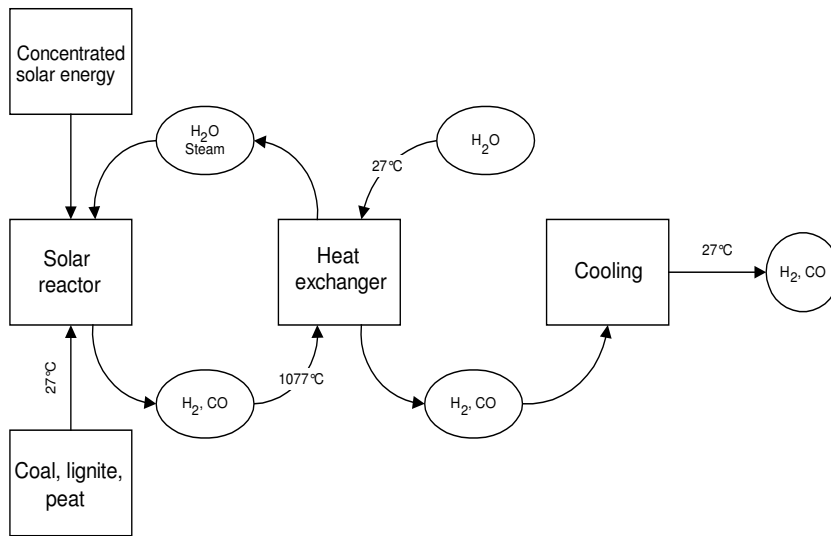 Concentrated
solar energy
H₂O
Steam
H₂O
27°C
Solar
reactor
Heat
exchanger
Cooling
27°C
H₂, CO
27°C
H₂, CO
1077°C
H₂, CO
Coal, lignite,
peat